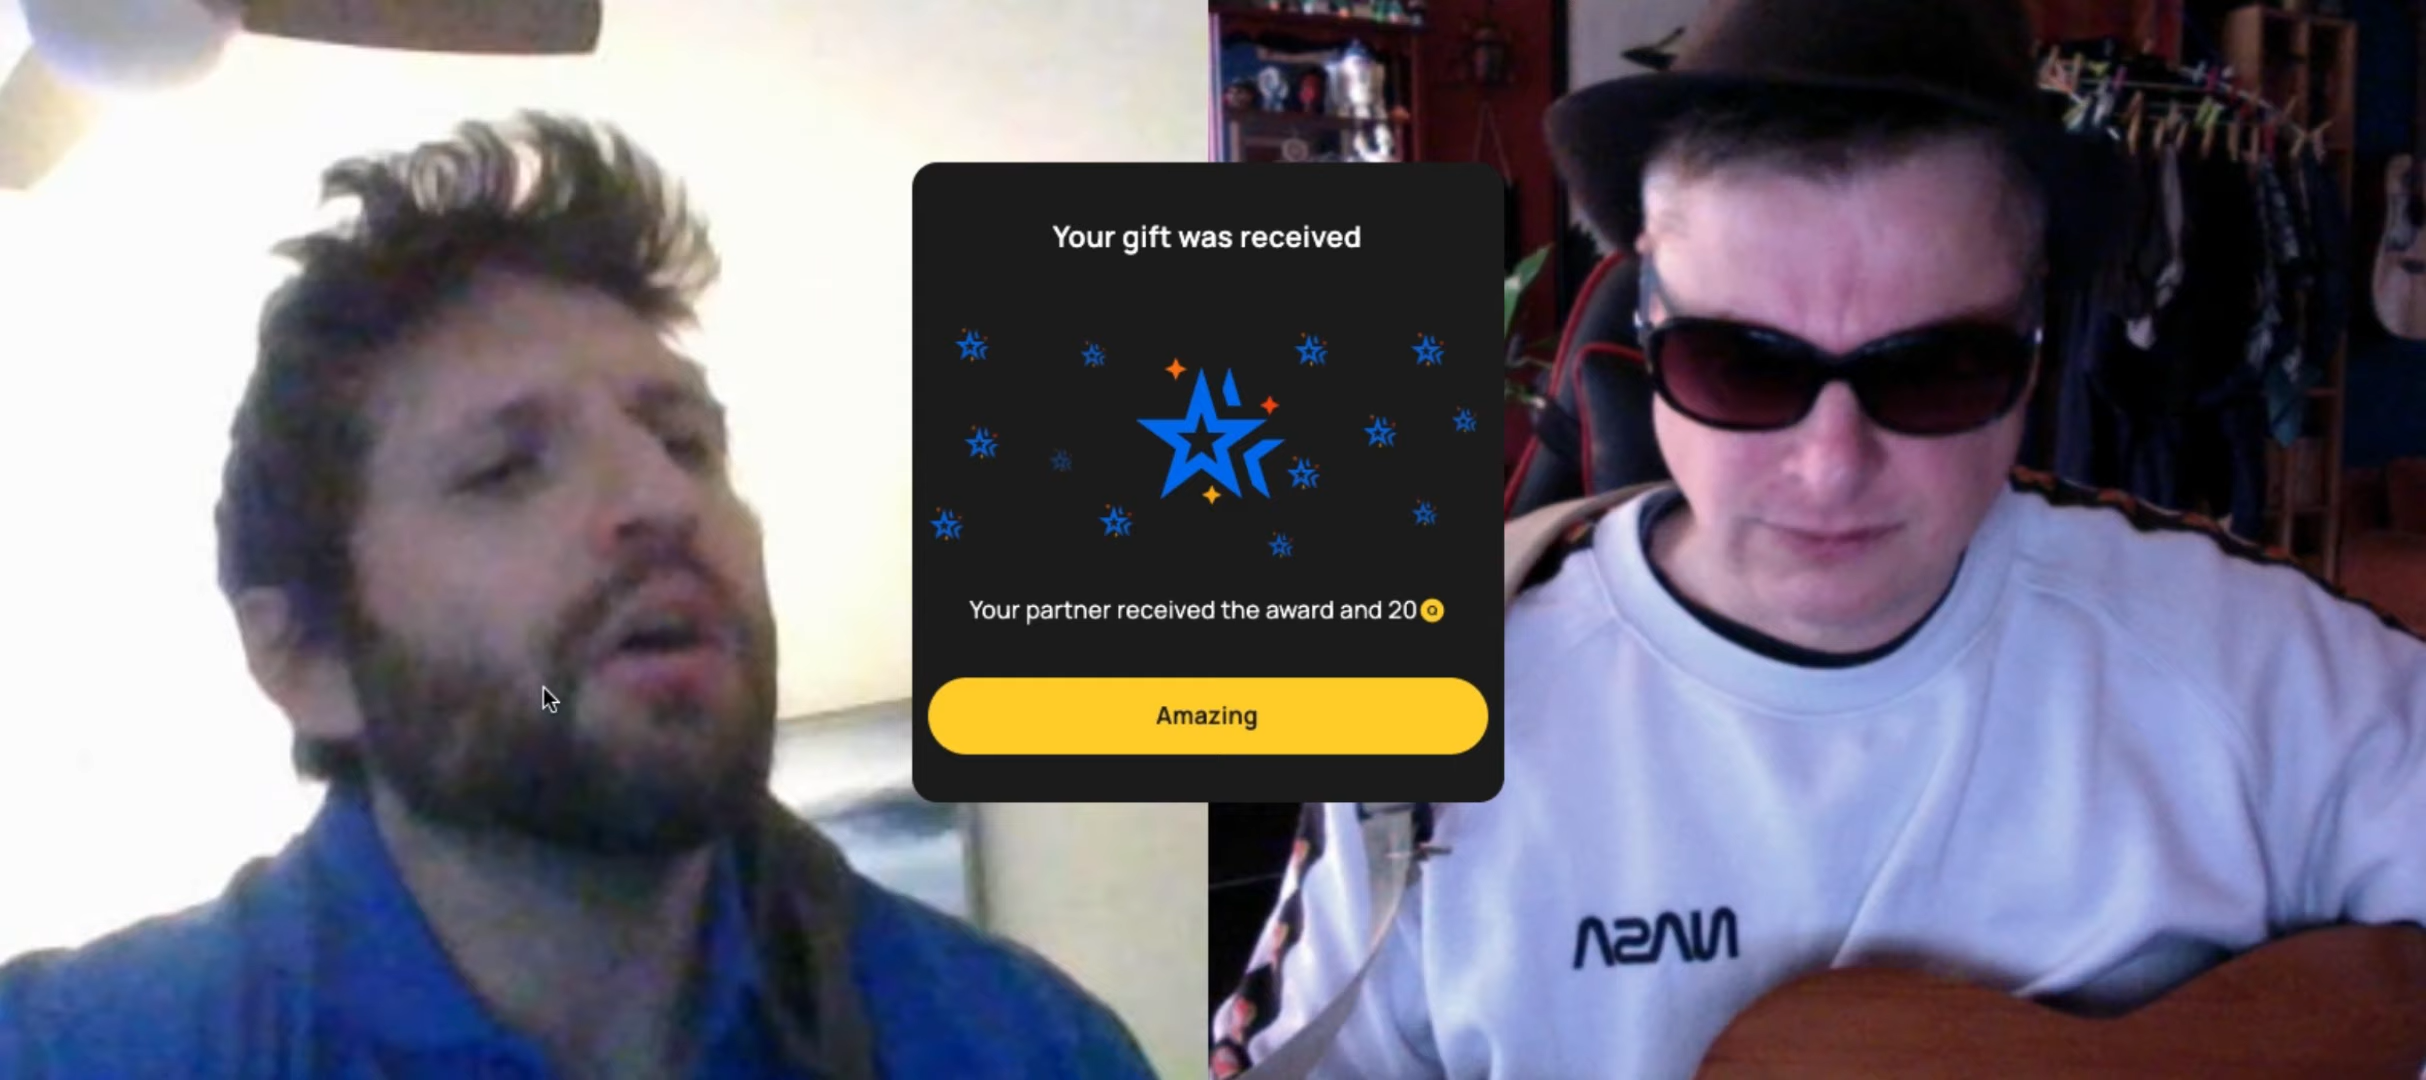 Your gift was received
Your partner received the award and 20
Amazing
NASA